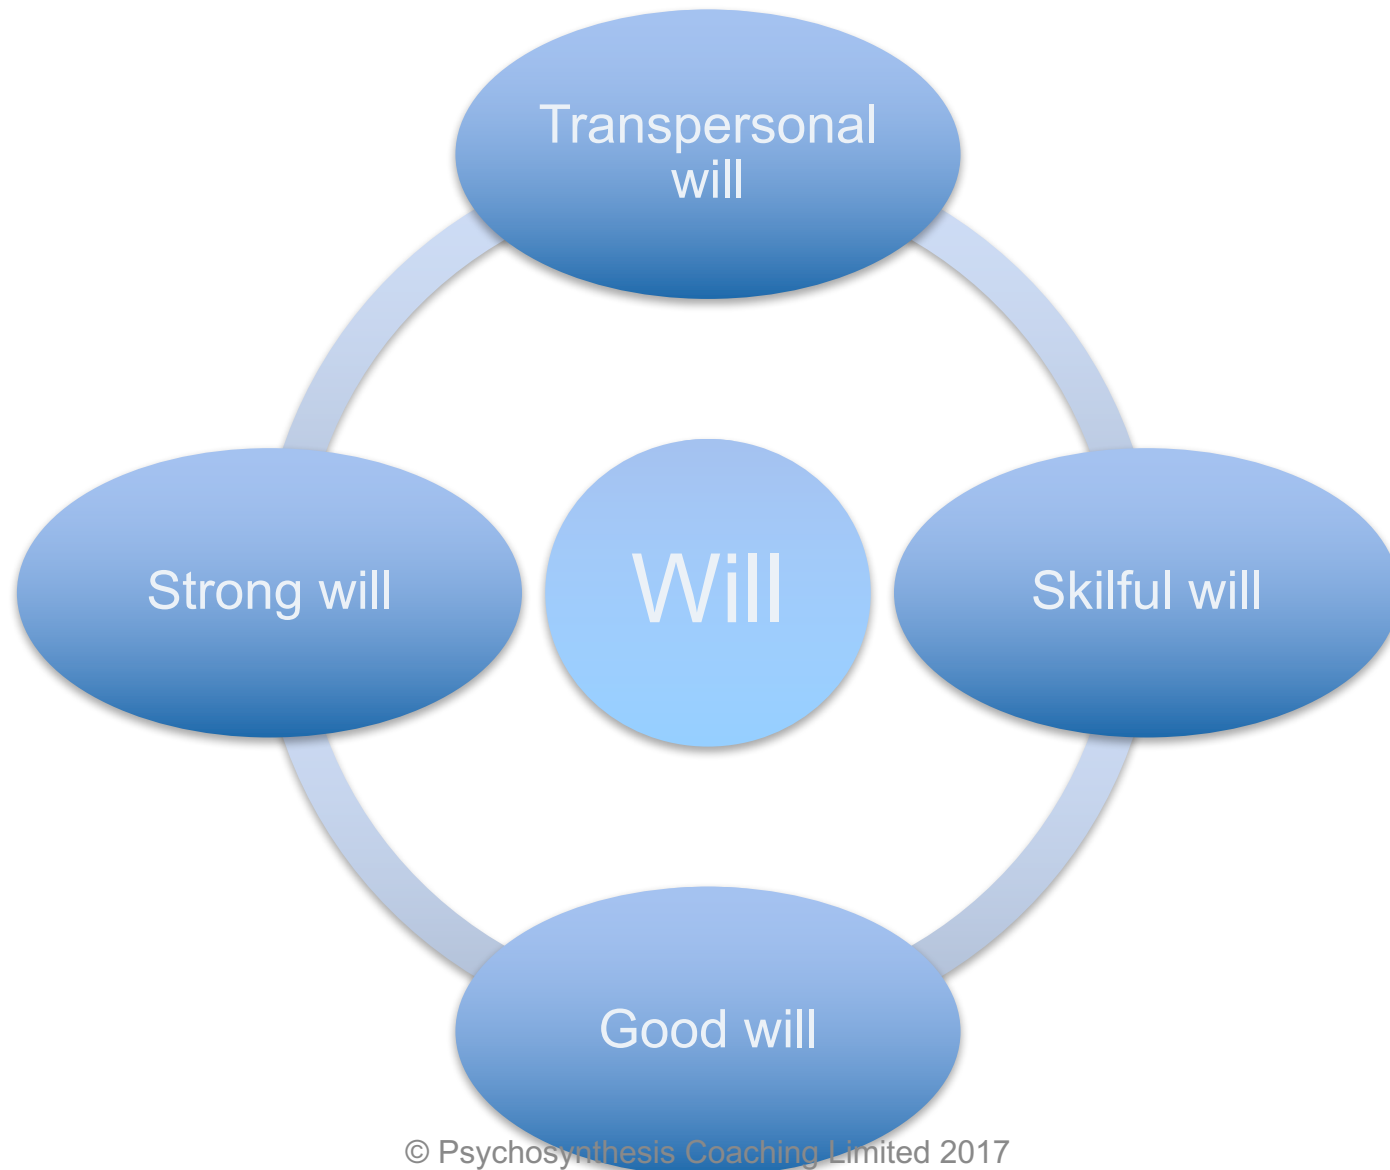 Transpersonal
will
Strong will
Will
Skilful will
Good will
© Psychosynthesis Coaching Limited 2017